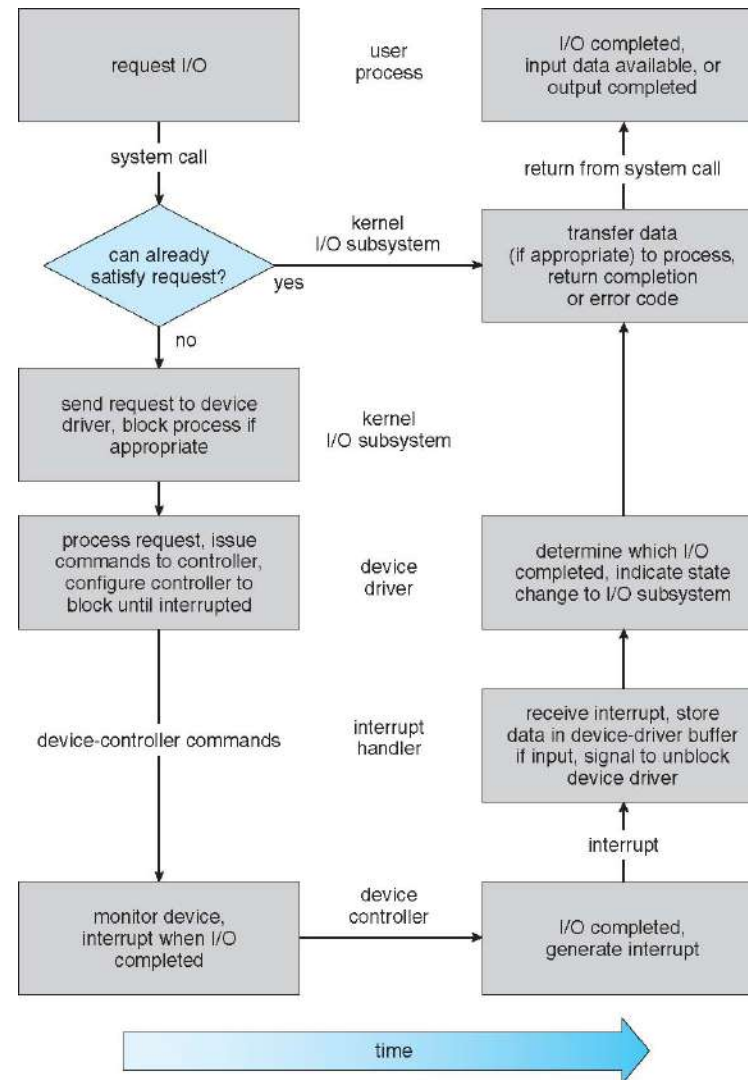 request I/O
user
process
I/O completed,
input data available, or
output completed
system call
return from system call
can already
satisfy request?
kernel
I/O subsystem
yes
transfer data
(if appropriate) to process,
return completion
or error code
no
send request to device
driver, block process if
appropriate
kernel
I/O subsystem
process request, issue
commands to controller,
configure controller to
block until interrupted
device
driver
determine which I/O
completed, indicate state
change to I/O subsystem
device-controller commands
interrupt
handler
receive interrupt, store
data in device-driver buffer
if input, signal to unblock
device driver
interrupt
monitor device,
interrupt when I/O
completed
device
controller
I/O completed,
generate interrupt
time